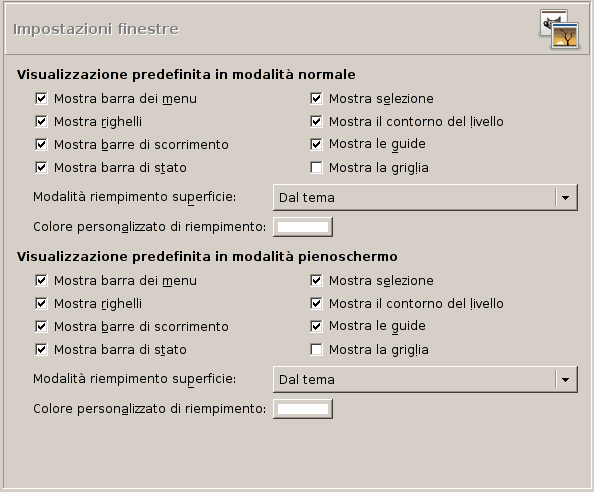 Impostazioni finestre
Visualizzazione predefinita in modalità normale
Mostra barra dei menu
Mostra selezione
Mostra righelli
Mostra il contorno del livello
Mostra barre di scorrimento
Mostra le guide
Mostra barra di stato
Mostra la griglia
Modalità riempimento superficie:
Dal tema
Colore personalizzato di riempimento:
Visualizzazione predefinita in modalità pienoschermo
Mostra barra dei menu
Mostra selezione
Mostra righelli
Mostra il contorno del livello
Mostra barre di scorrimento
Mostra le guide
Mostra barra di stato
Mostra la griglia
Modalità riempimento superficie:
Dal tema
Colore personalizzato di riempimento: